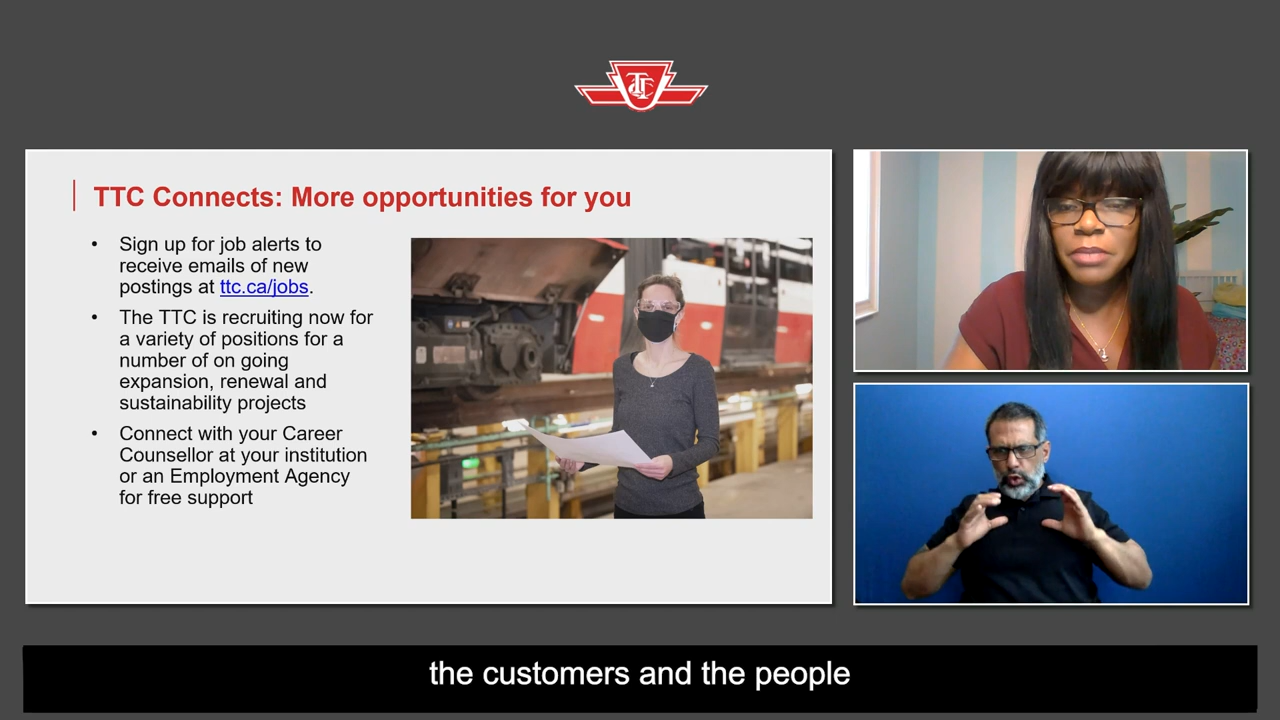 TTC
TTC Connects: More opportunities for you
• Sign up for job alerts to
receive emails of new
postings at ttc.ca/jobs.
• The TTC is recruiting now for
a variety of positions for a
number of on going
expansion, renewal and
sustainability projects
• Connect with your Career
Counsellor at your institution
or an Employment Agency
for free support
the customers and the people